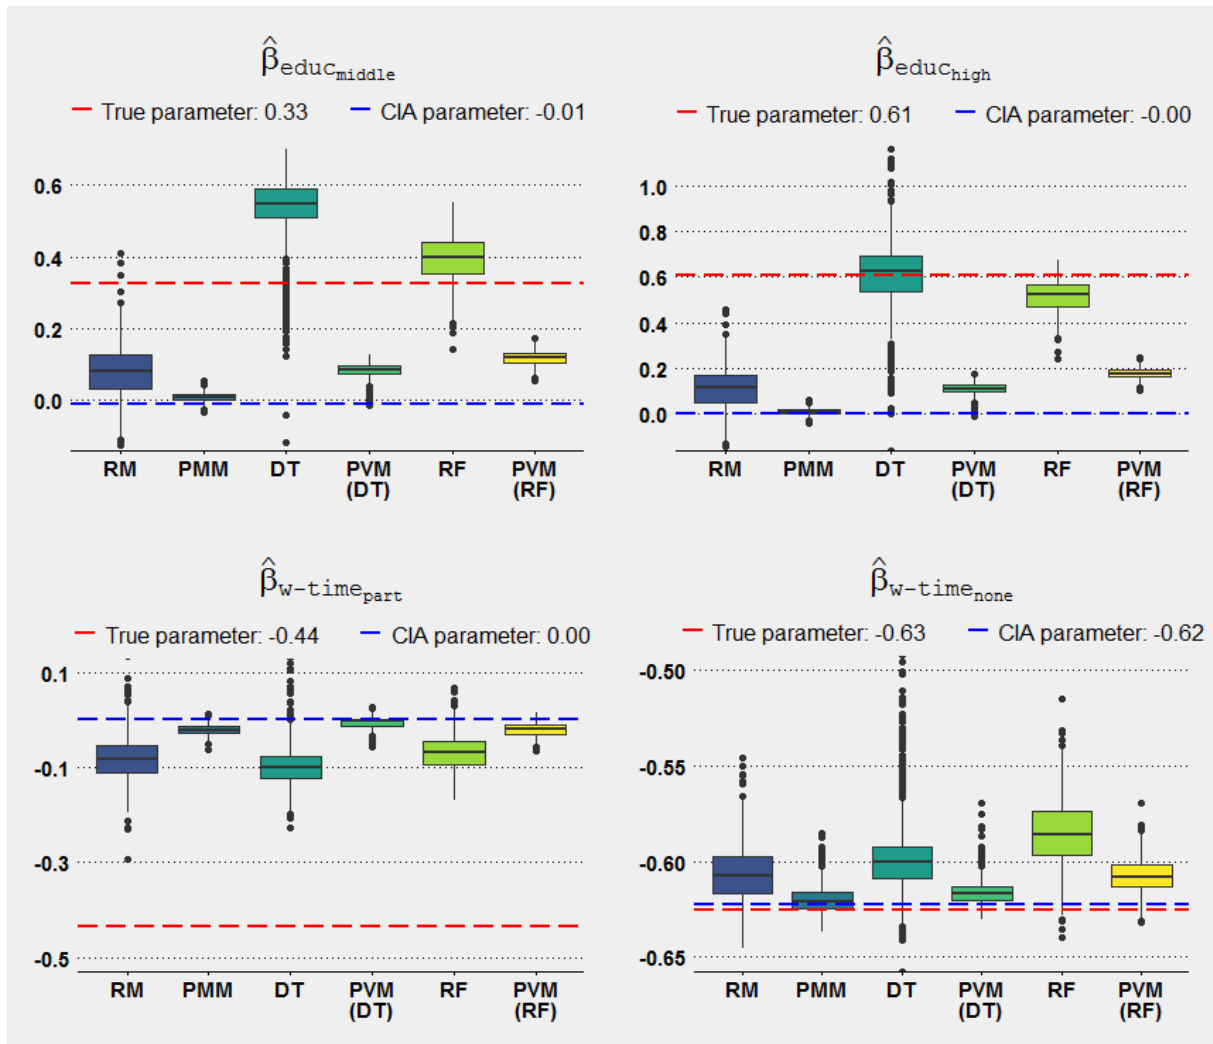 β̂educmiddle
True parameter: 0.33 CIA parameter: -0.01
0.6
0.4
0.2
0.0
RM PMM DT PVM RF PVM
(DT) (RF)
β̂educhigh
True parameter: 0.61 CIA parameter: -0.00
1.0
0.8
0.6
0.4
0.2
0.0
RM PMM DT PVM RF PVM
(DT) (RF)
β̂w-timepart
True parameter: -0.44 CIA parameter: 0.00
0.1
-0.1
-0.3
-0.5
RM PMM DT PVM RF PVM
(DT) (RF)
β̂w-timenone
True parameter: -0.63 CIA parameter: -0.62
-0.50
-0.55
-0.60
-0.65
RM PMM DT PVM RF PVM
(DT) (RF)